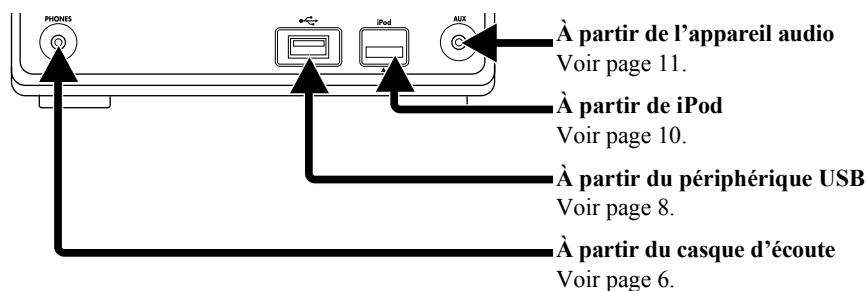 PHONES
iPod
AUX
À partir de l’appareil audio
Voir page 11.
À partir de iPod
Voir page 10.
À partir du périphérique USB
Voir page 8.
À partir du casque d’écoute
Voir page 6.